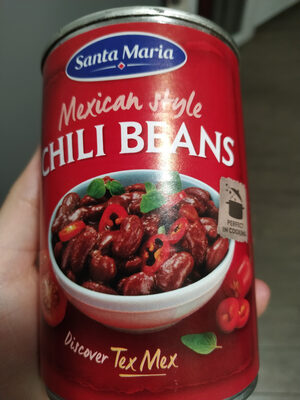 Santa Maria
Mexican style
CHILI BEANS
PERFECT
IN COOKING
Discover Tex Mex